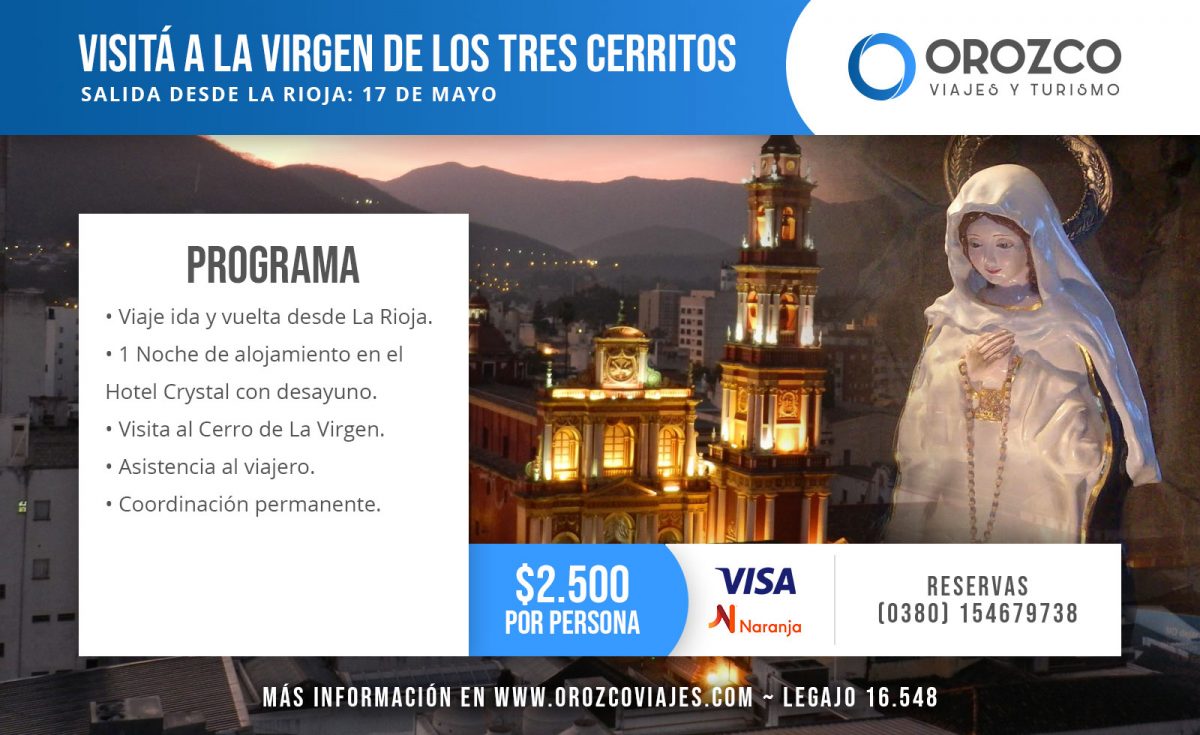 VISITÁ A LA VIRGEN DE LOS TRES CERRITOS
SALIDA DESDE LA RIOJA: 17 DE MAYO
OROZCO
VIAJES Y TURISMO
PROGRAMA
• Viaje ida y vuelta desde La Rioja.
• 1 Noche de alojamiento en el
Hotel Crystal con desayuno.
• Visita al Cerro de La Virgen.
• Asistencia al viajero.
• Coordinación permanente.
$2.500
POR PERSONA
VISA
Naranja
RESERVAS
(0380) 154679738
MÁS INFORMACIÓN EN WWW.OROZCOVIAJES.COM ~ LEGAJO 16.548